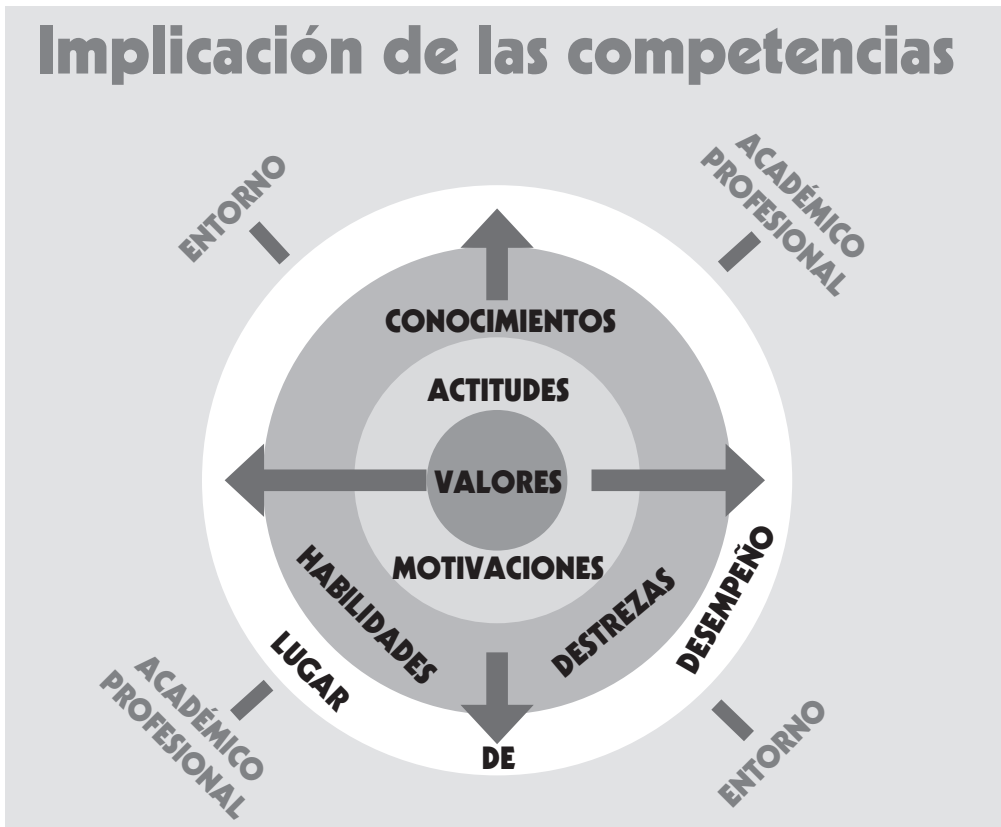 Implicación de las competencias
ENTORNO
ACADÉMICO
PROFESIONAL
CONOCIMIENTOS
ACTITUDES
VALORES
MOTIVACIONES
HABILIDADES
DESTREZAS
LUGAR
DE
DESEMPEÑO
ACADÉMICO
PROFESIONAL
ENTORNO